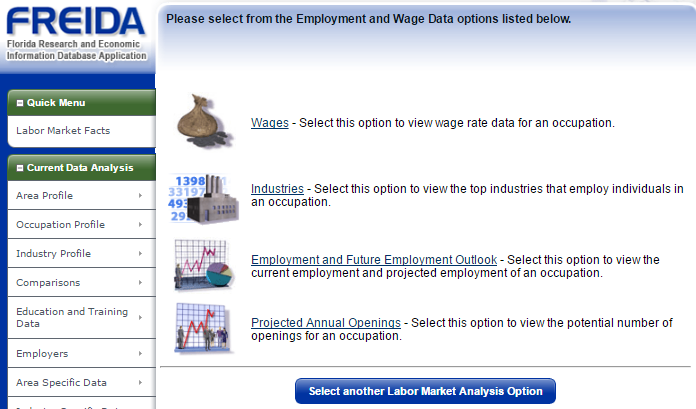 FREIDA
Florida Research and Economic
Information Database Application
Quick Menu
Labor Market Facts
Current Data Analysis
Area Profile
Occupation Profile
Industry Profile
Comparisons
Education and Training
Data
Employers
Area Specific Data
Please select from the Employment and Wage Data options listed below.
Wages - Select this option to view wage rate data for an occupation.
1398
33197
493
29
Industries - Select this option to view the top industries that employ individuals in
an occupation.
Employment and Future Employment Outlook - Select this option to view the
current employment and projected employment of an occupation.
Projected Annual Openings - Select this option to view the potential number of
openings for an occupation.
Select another Labor Market Analysis Option